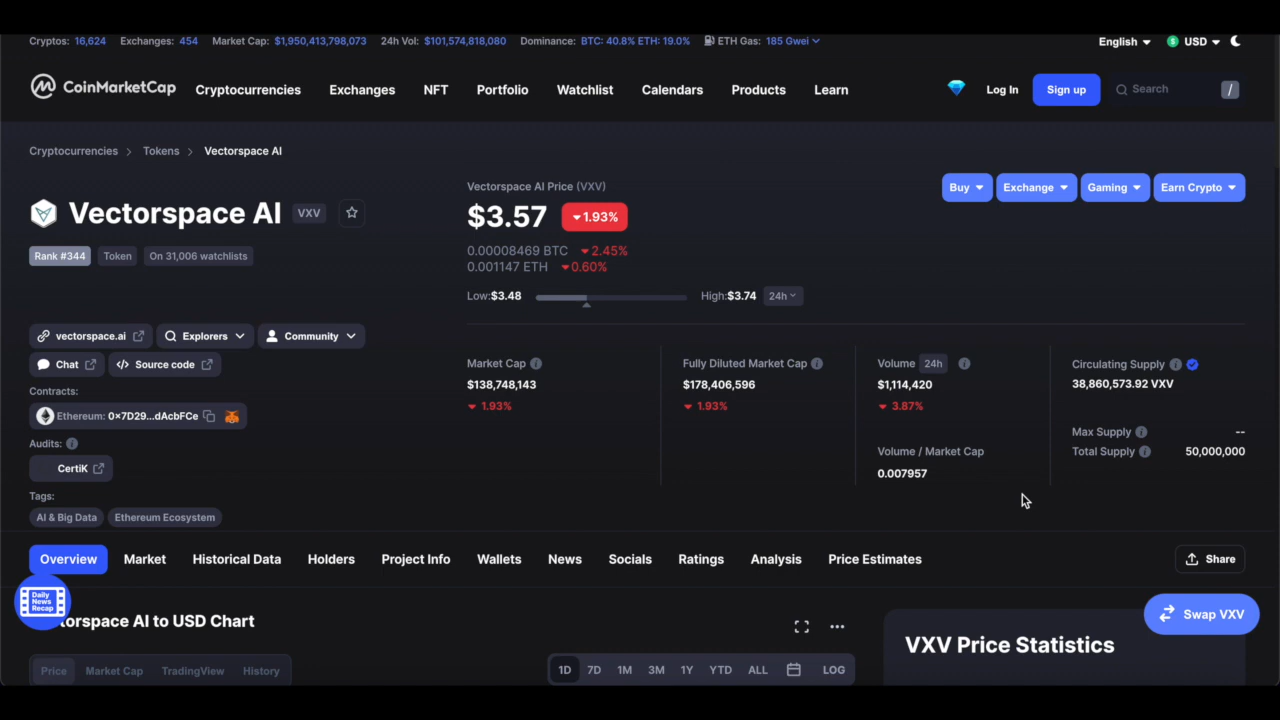 Cryptos: 16,624 Exchanges: 454 Market Cap: $1,950,413,798,073 24h Vol: $101,574,818,080 Dominance: BTC: 40.8% ETH: 19.0% ETH Gas: 185 Gwei English USD
CoinMarketCap Cryptocurrencies Exchanges NFT Portfolio Watchlist Calendars Products Learn Log In Sign up Search /
Cryptocurrencies > Tokens > Vectorspace AI
Vectorspace AI VXV
Rank #344 Token On 31,006 watchlists
vectorspace.ai Explorers Community
Chat Source code
Contracts:
Ethereum: 0x7D29...dAcbFCe
Audits:
CertiK
Tags:
AI & Big Data Ethereum Ecosystem
Vectorspace AI Price (VXV)
$3.57 1.93%
0.00008469 BTC 2.45%
0.001147 ETH 0.60%
Low:$3.48 High:$3.74 24h
Buy Exchange Gaming Earn Crypto
Market Cap
$138,748,143
1.93%
Fully Diluted Market Cap
$178,406,596
1.93%
Volume 24h
$1,114,420
3.87%
Volume / Market Cap
0.007957
Circulating Supply
38,860,573.92 VXV
Max Supply --
Total Supply 50,000,000
Overview Market Historical Data Holders Project Info Wallets News Socials Ratings Analysis Price Estimates Share
Daily
News
Recap
torspace AI to USD Chart
Price Market Cap TradingView History
1D 7D 1M 3M 1Y YTD ALL LOG
Swap VXV
VXV Price Statistics